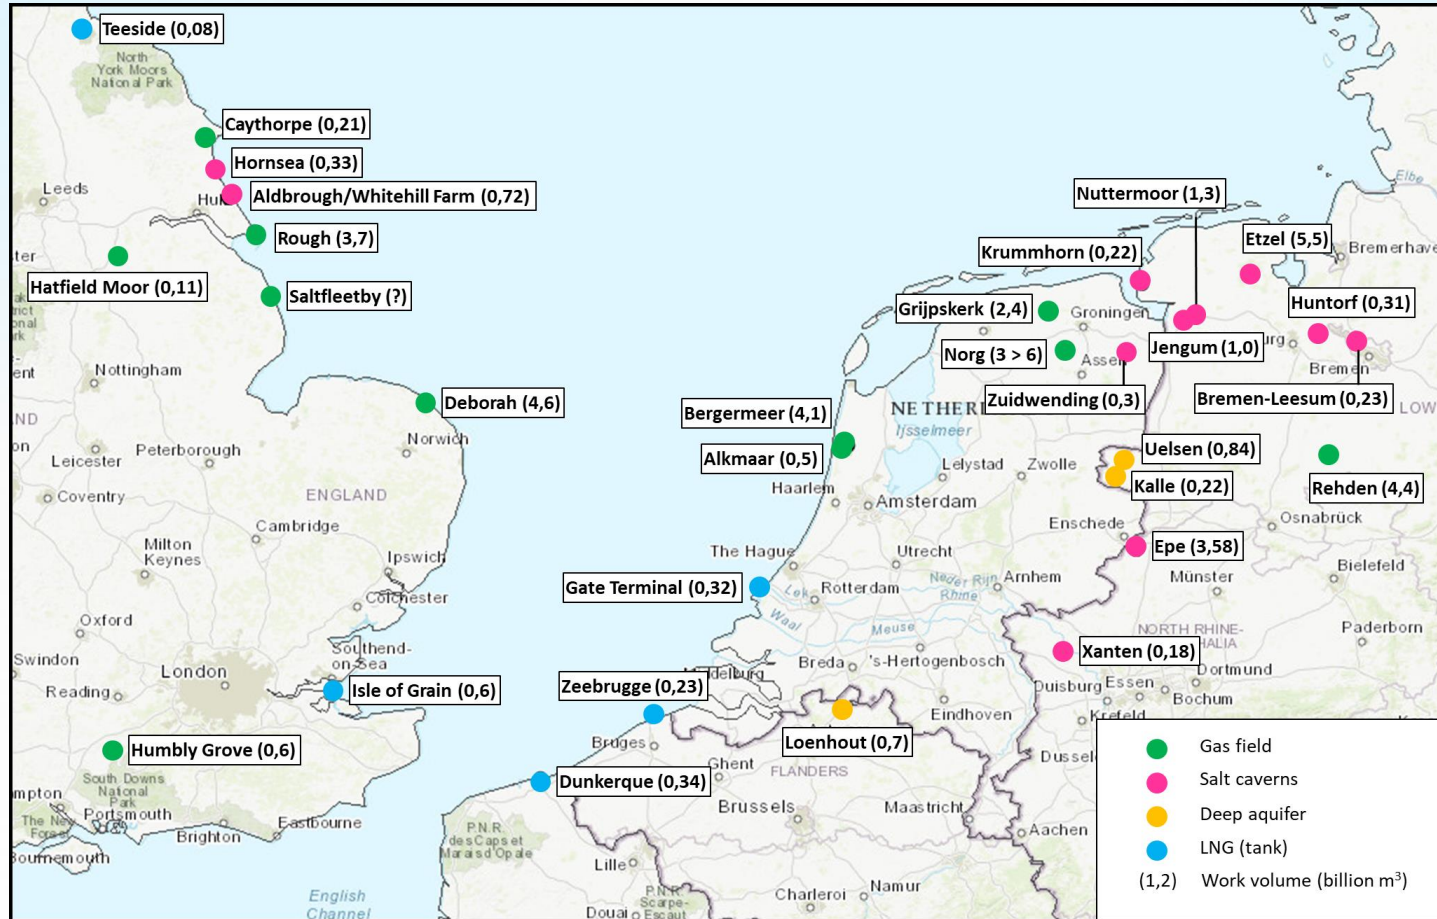 Teeside (0,08)
North
York Moors
National Park
Caythorpe (0,21)
Hornsea (0,33)
Leeds
Aldbrough/Whitehill Farm (0,72)
Rough (3,7)
Hatfield Moor (0,11)
Saltfleetby (?)
Nottingham
Deborah (4,6)
Norwich
Peterborough
Leicester
Coventry
ENGLAND
Cambridge
Milton
Keynes
Ipswich
Colchester
Oxford
Swindon
London
Southend-
on-Sea
Reading
Isle of Grain (0,6)
Humbly Grove (0,6)
South Downs
National
Park
Portsmouth
The New
Forest
Brighton
Eastbourne
Bournemouth
English
Channel
Elbe
Nuttermoor (1,3)
Krummhorn (0,22)
Etzel (5,5)
Bremerhave
Grijpskerk (2,4)
Groningen
Huntorf (0,31)
Norg (3 > 6)
Assen
Jengum (1,0)
Bremen
Zuidwending (0,3)
Bremen-Leesum (0,23)
Bergermeer (4,1)
NETHER
Ijsselmeer
Alkmaar (0,5)
Uelsen (0,84)
Lelystad
Zwolle
Kalle (0,22)
Rehden (4,4)
Haarlem
Amsterdam
Osnabrück
Enschede
Epe (3,58)
The Hague
Utrecht
Bielefeld
Münster
Gate Terminal (0,32)
Lek
Rotterdam
Neder Rijn
Rhine
Arnhem
Waal
Meuse
NORTH RHINE-
Paderborn
Breda
's-Hertogenbosch
Xanten (0,18)
Dortmund
Zeebrugge (0,23)
Duisburg
Essen
Bochum
Eindhoven
Krefeld
Bruges
Loenhout (0,7)
Ghent
FLANDERS
Dunkerque (0,34)
Brussels
Maastricht
Aachen
P.N.R.
des Caps et
Marais d'Opale
Lille
P.N.R.
Scarpe-
Escaut
Douai
Charleroi
Namur
Gas field
Salt caverns
Deep aquifer
LNG (tank)
(1,2) Work volume (billion m³)